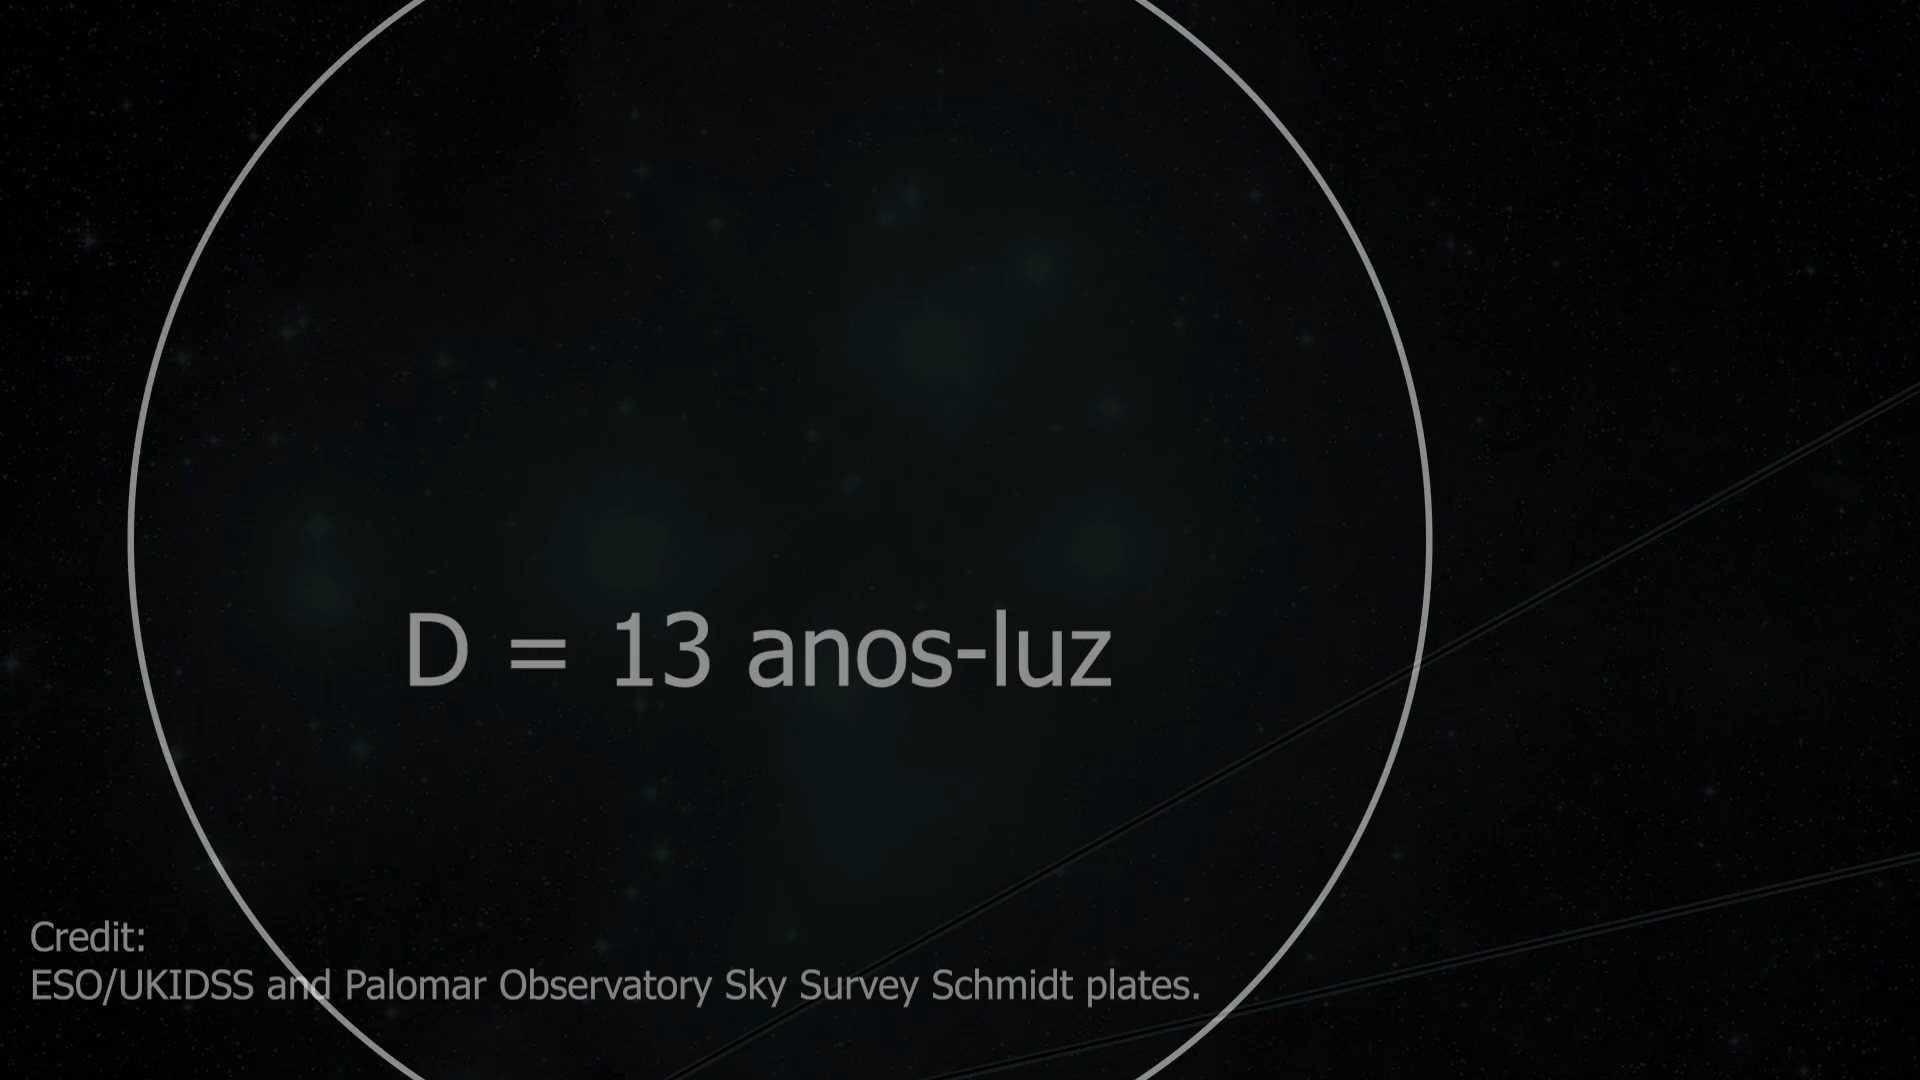 D = 13 anos-luz
Credit:
ESO/UKIDSS and Palomar Observatory Sky Survey Schmidt plates.